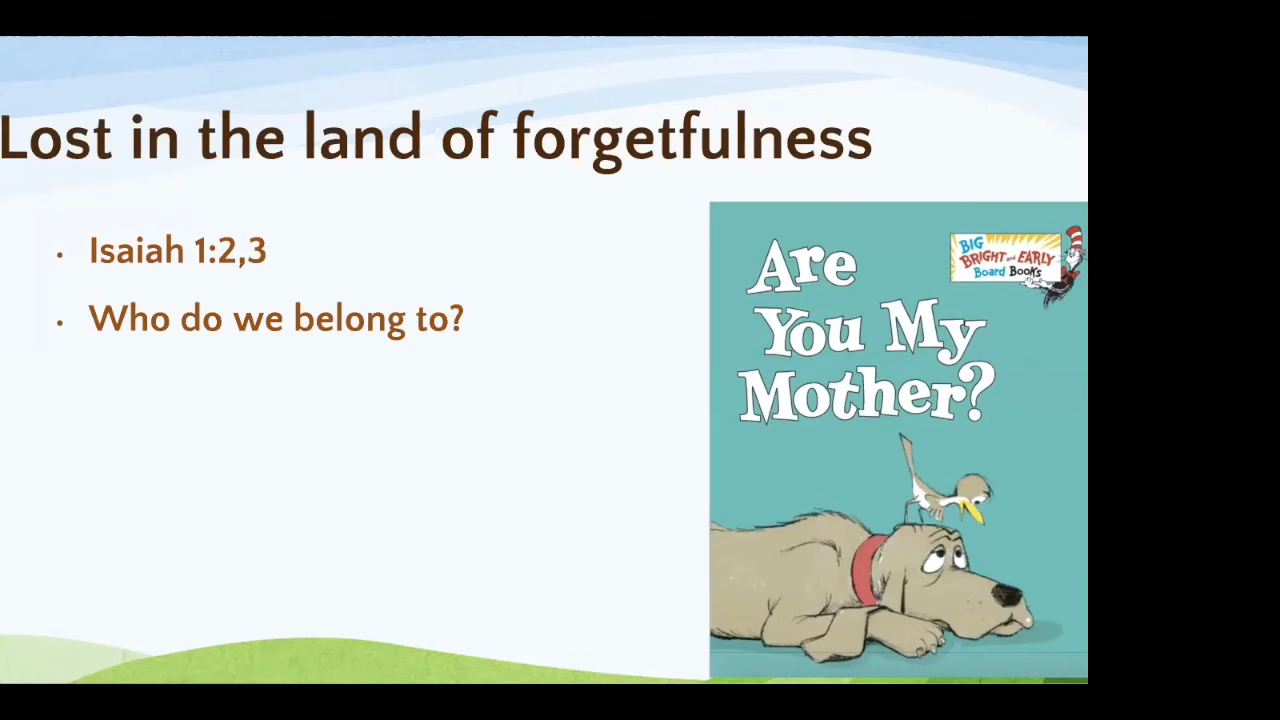 Lost in the land of forgetfulness
• Isaiah 1:2,3
• Who do we belong to?
BIG
BRIGHT and EARLY
Board Books
Are
You My
Mother?